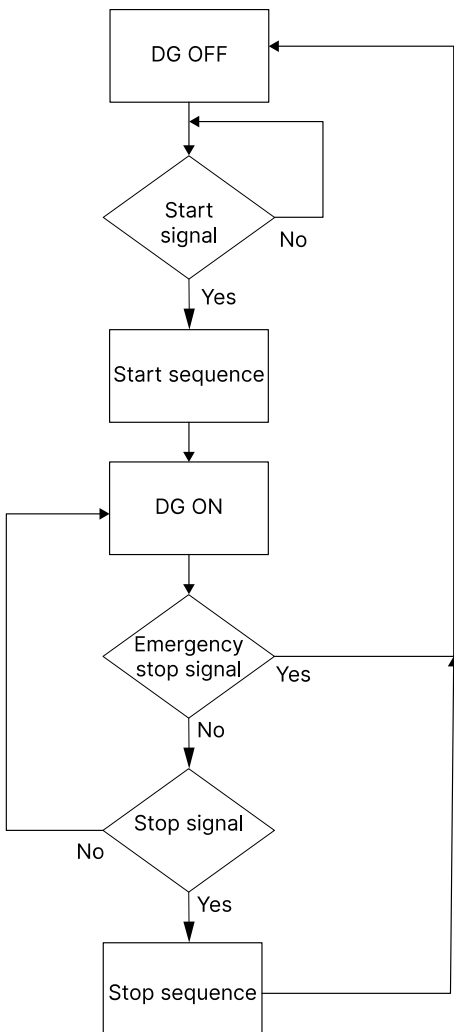 DG OFF
Start
signal
No
Yes
Start sequence
DG ON
Emergency
stop signal
Yes
No
Stop signal
No
Yes
Stop sequence